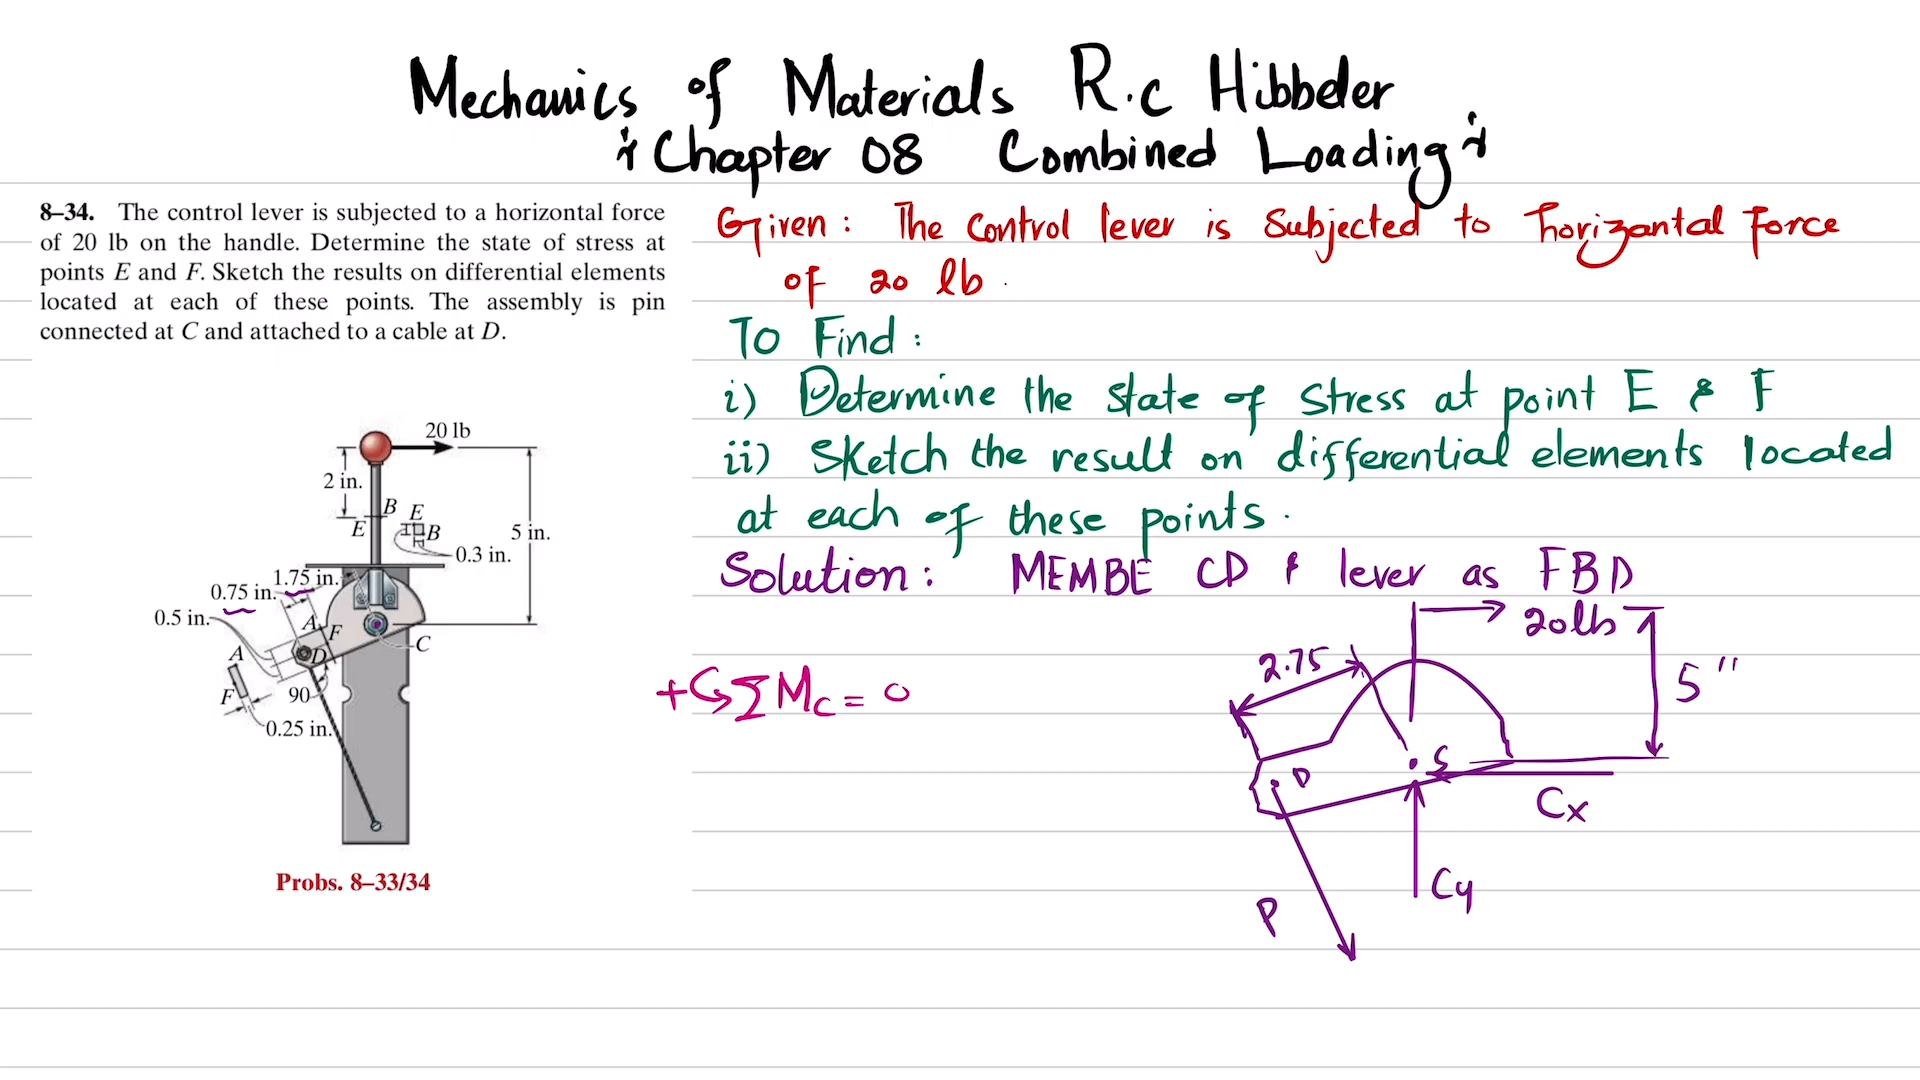 Mechanics of Materials R.C Hibbeler
Chapter 08 Combined Loading
8–34. The control lever is subjected to a horizontal force
of 20 lb on the handle. Determine the state of stress at
points E and F. Sketch the results on differential elements
located at each of these points. The assembly is pin
connected at C and attached to a cable at D.
20 lb
2 in.
B
E
E
B
5 in.
0.3 in.
1.75 in.
0.75 in.
0.5 in.
A
F
C
D
A
F
90
0.25 in.
Probs. 8–33/34
Given: The control lever is Subjected to horizontal Force
of 20 lb.
To Find:
i) Determine the state of stress at point E & F
ii) Sketch the result on differential elements located
at each of these points.
Solution: MEMBE CD & lever as FBD
20lb
2.75
5"
+ ΣMc = 0
D
Cx
Cy
P